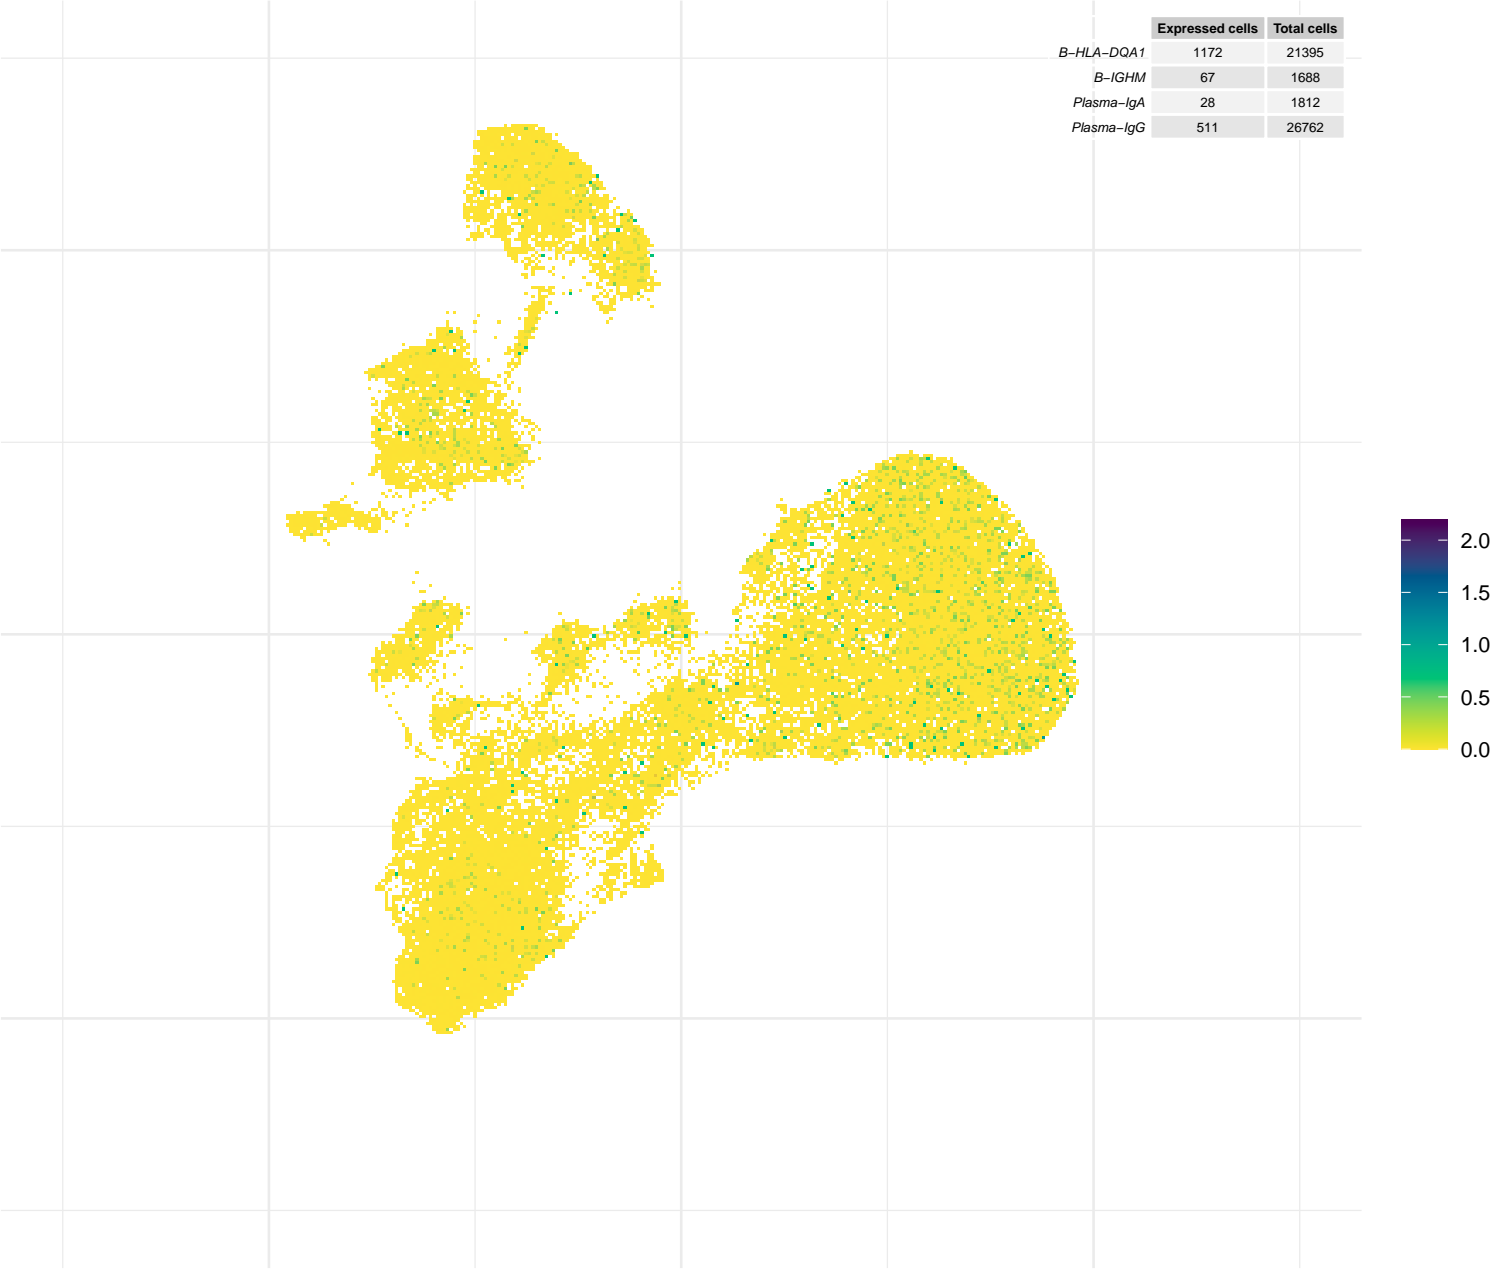 Expressed cells Total cells
B−HLA−DQA1 1172 21395
B−IGHM 67 1688
Plasma−IgA 28 1812
Plasma−IgG 511 26762
2.0
1.5
1.0
0.5
0.0